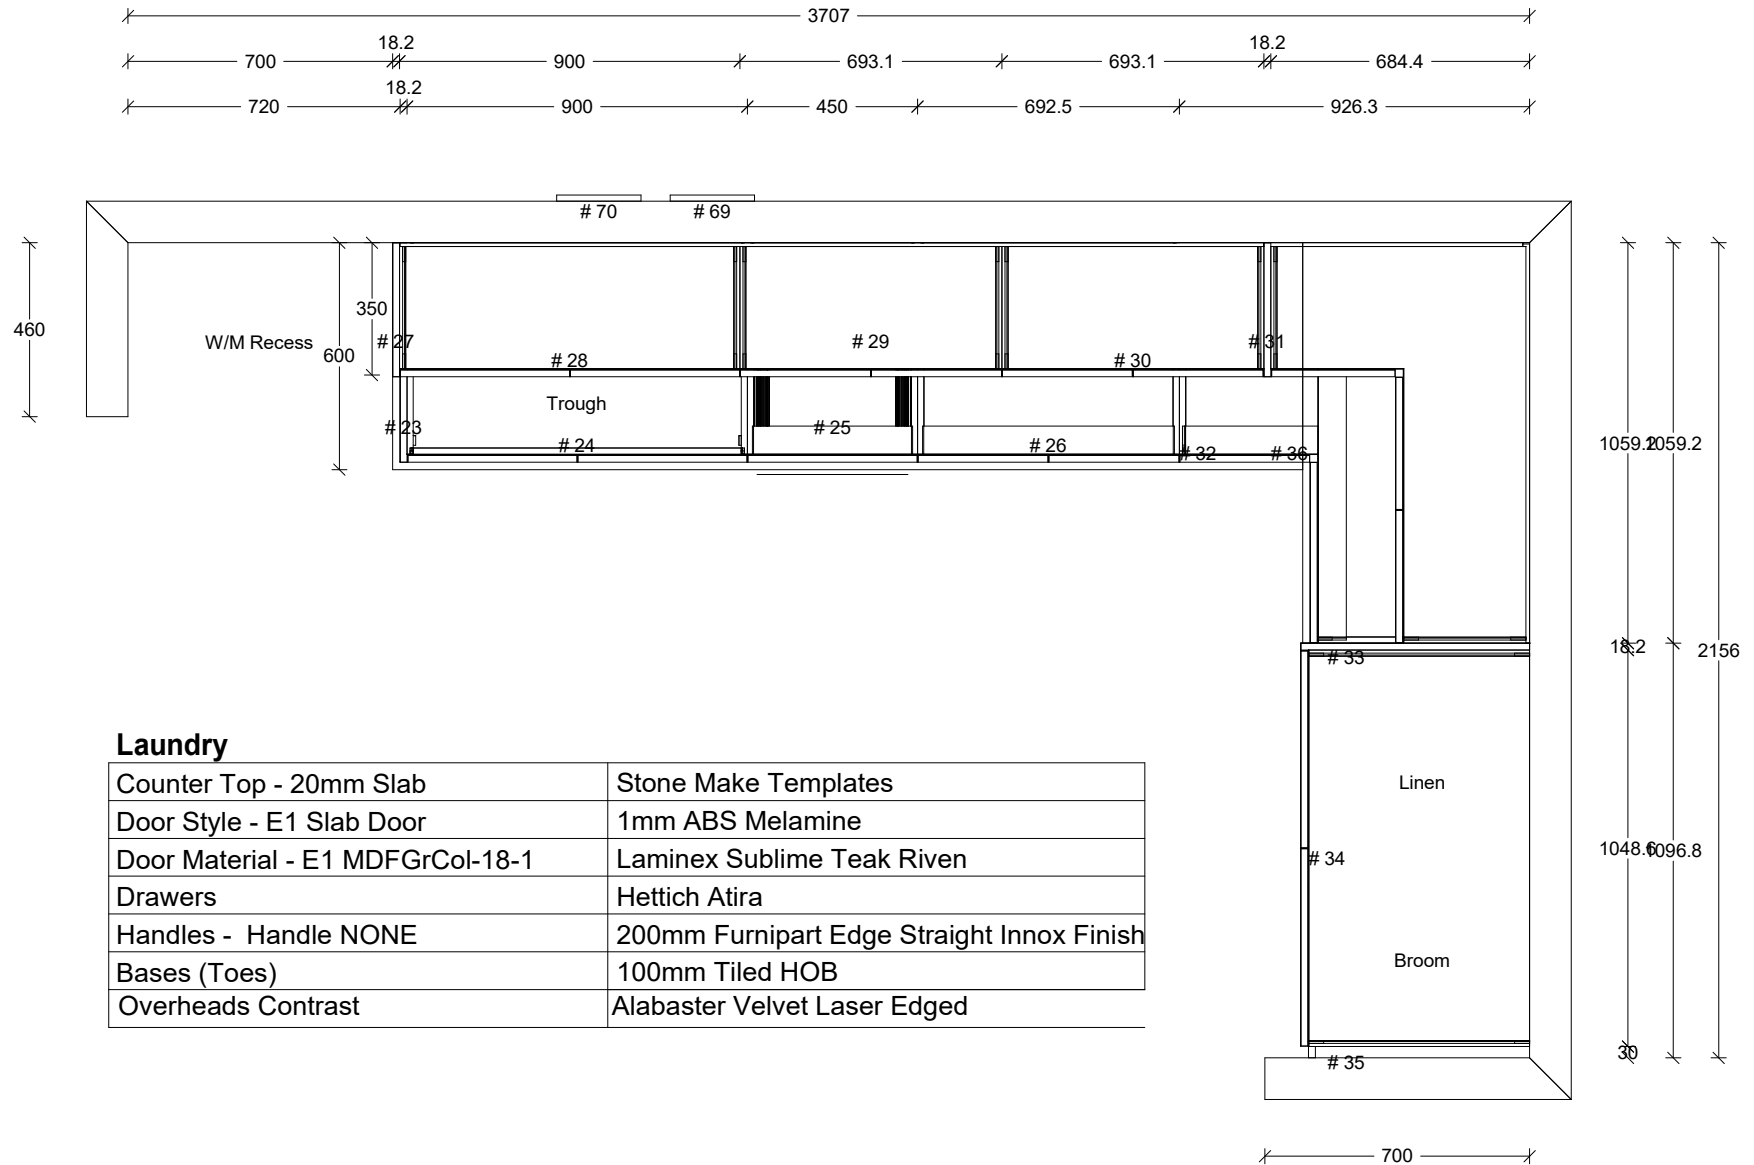 3707
18.2 18.2
700 900 693.1 693.1 684.4
18.2
720 900 450 692.5 926.3
# 70 # 69
460
350
600
W/M Recess
# 27
# 28
# 29
# 30
# 31
Trough
# 23
# 24
# 25
# 26
# 32
# 36
1059.2
1059.2
18.2
2156
# 33
Linen
1048.6
1096.8
# 34
Broom
30
# 35
700
Laundry
Counter Top - 20mm Slab Stone Make Templates
Door Style - E1 Slab Door 1mm ABS Melamine
Door Material - E1 MDFGrCol-18-1 Laminex Sublime Teak Riven
Drawers Hettich Atira
Handles - Handle NONE 200mm Furnipart Edge Straight Innox Finish
Bases (Toes) 100mm Tiled HOB
Overheads Contrast Alabaster Velvet Laser Edged